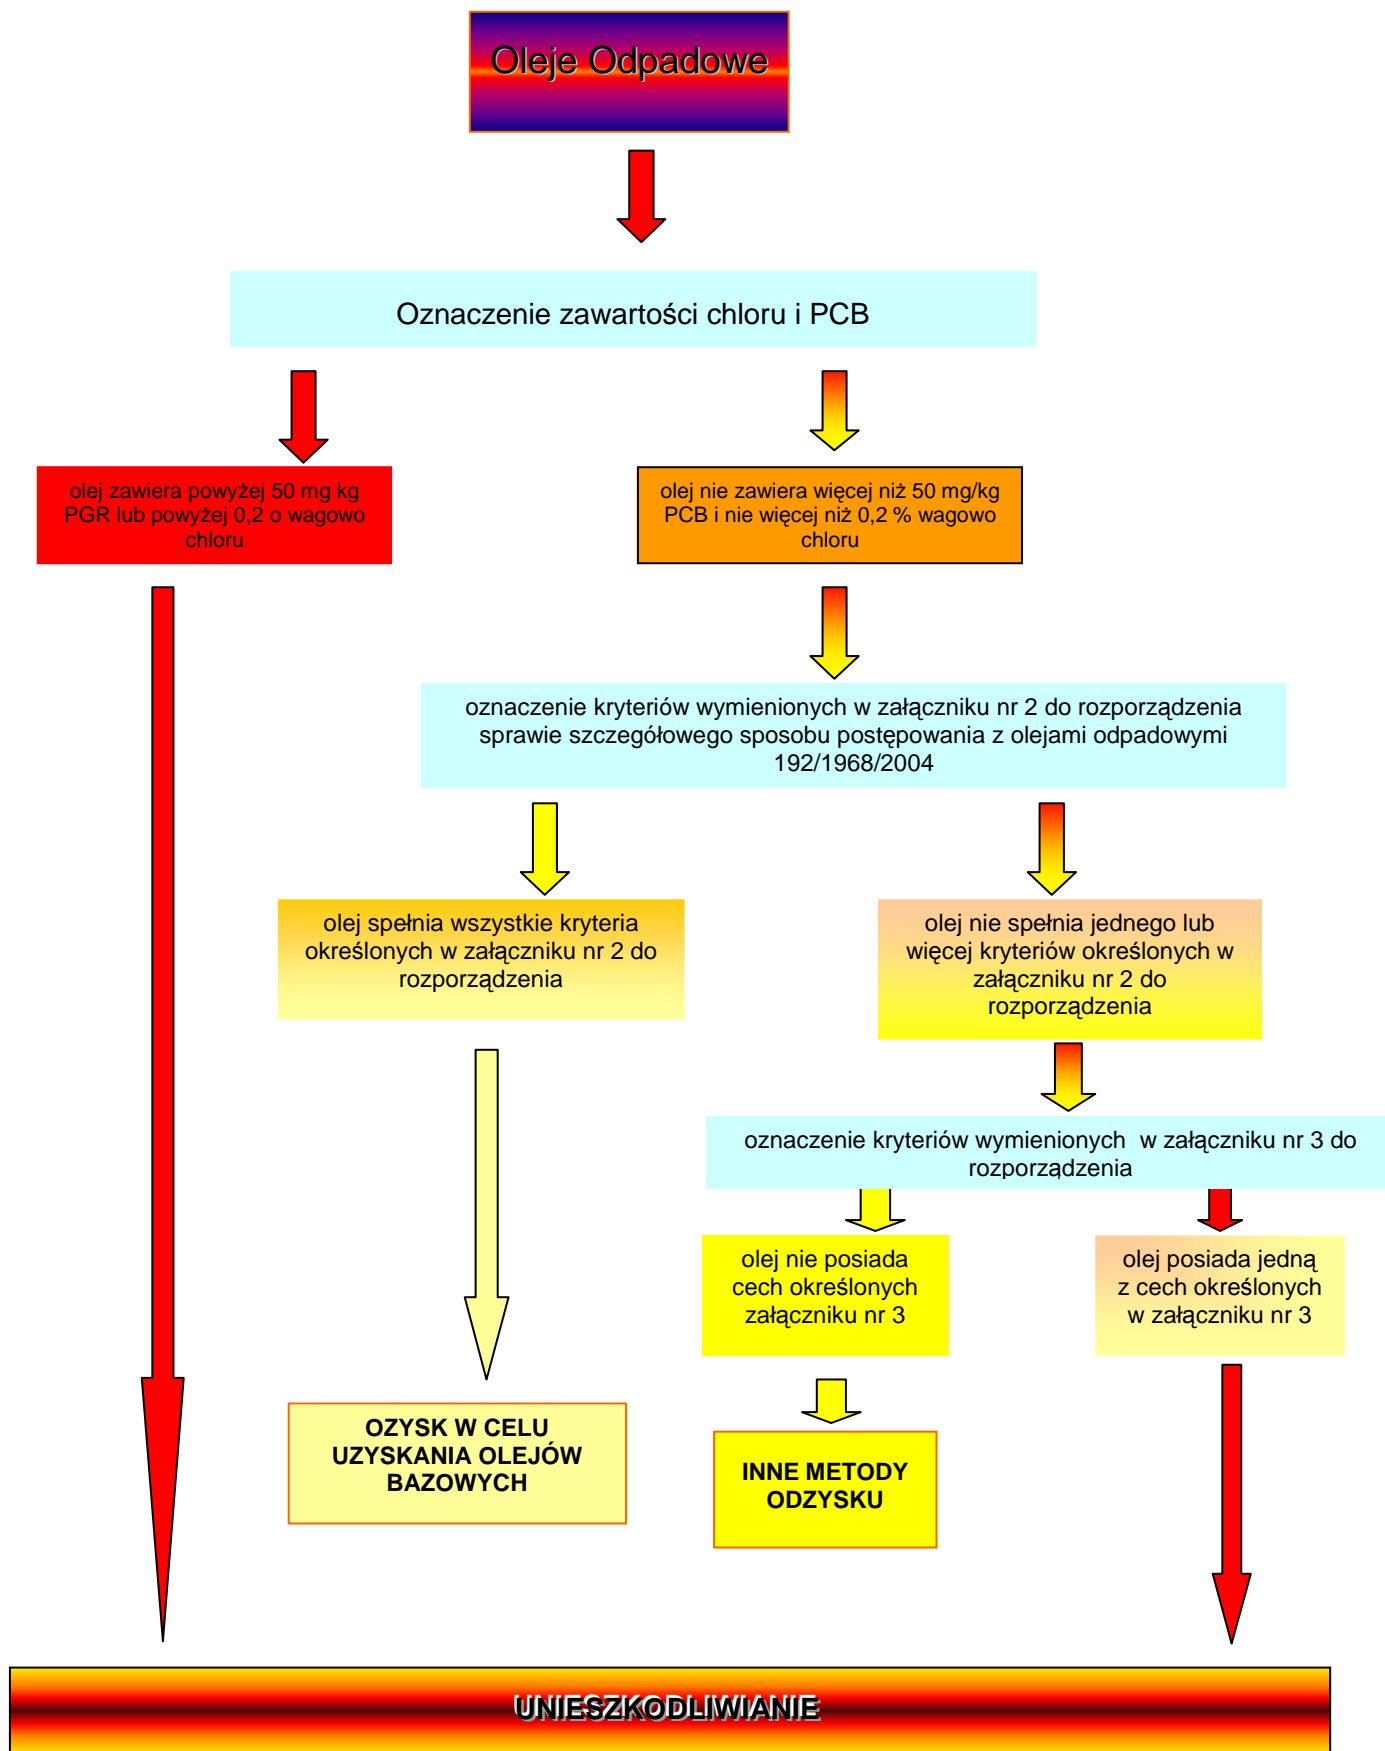 Oleje Odpadowe
Oznaczenie zawartości chloru i PCB
olej zawiera powyżej 50 mg kg
PGR lub powyżej 0,2 o wagowo
chloru
olej nie zawiera więcej niż 50 mg/kg
PCB i nie więcej niż 0,2 % wagowo
chloru
oznaczenie kryteriów wymienionych w załączniku nr 2 do rozporządzenia
sprawie szczegółowego sposobu postępowania z olejami odpadowymi
192/1968/2004
olej spełnia wszystkie kryteria
określonych w załączniku nr 2 do
rozporządzenia
olej nie spełnia jednego lub
więcej kryteriów określonych w
załączniku nr 2 do
rozporządzenia
oznaczenie kryteriów wymienionych w załączniku nr 3 do
rozporządzenia
olej nie posiada
cech określonych
załączniku nr 3
olej posiada jedną
z cech określonych
w załączniku nr 3
OZYSK W CELU
UZYSKANIA OLEJÓW
BAZOWYCH
INNE METODY
ODZYSKU
UNIESZKODLIWIANIE